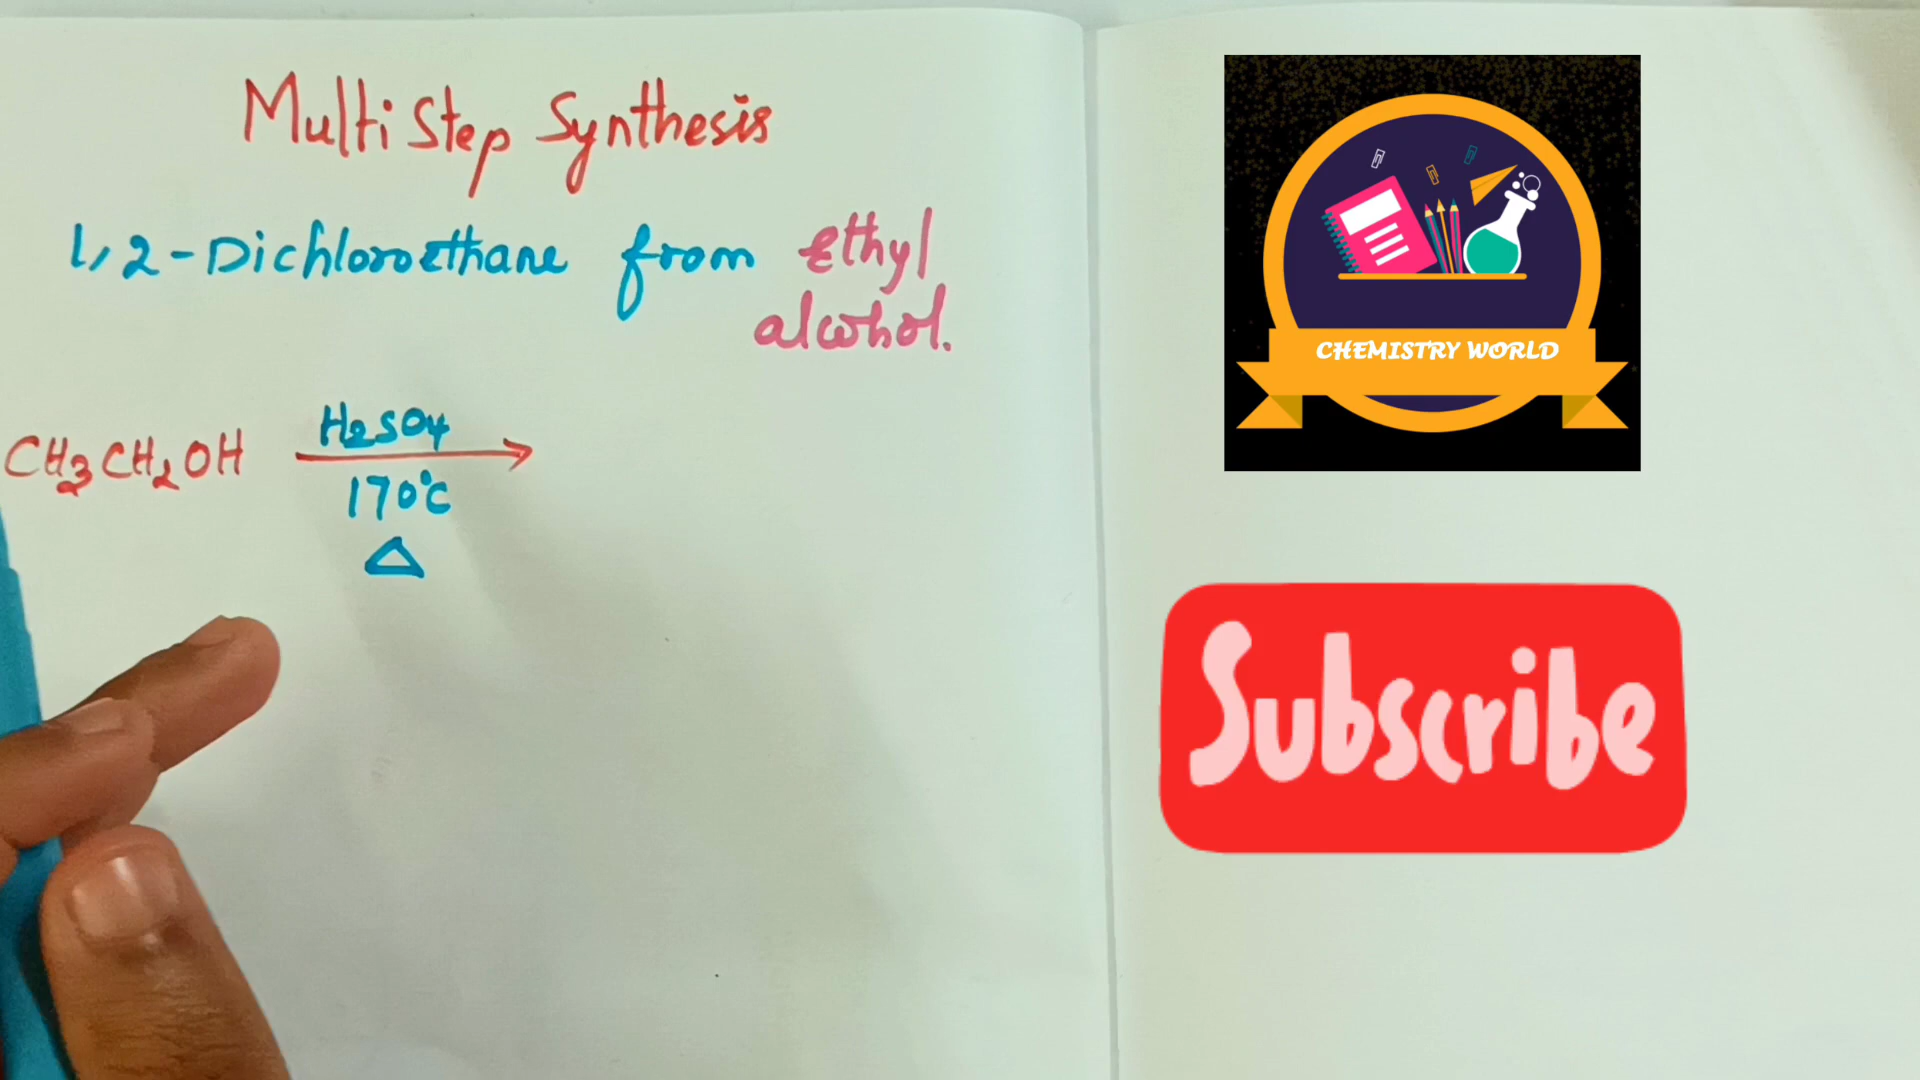 Multi Step Synthesis
1,2-Dichloroethane from Ethyl
alcohol.
CH3CH2OH H2SO4
170°C
Δ
CHEMISTRY WORLD
Subscribe